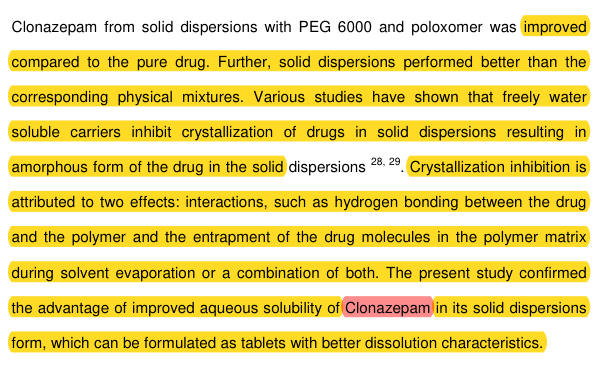 Clonazepam from solid dispersions with PEG 6000 and poloxomer was improved
compared to the pure drug. Further, solid dispersions performed better than the
corresponding physical mixtures. Various studies have shown that freely water
soluble carriers inhibit crystallization of drugs in solid dispersions resulting in
amorphous form of the drug in the solid dispersions 28, 29. Crystallization inhibition is
attributed to two effects: interactions, such as hydrogen bonding between the drug
and the polymer and the entrapment of the drug molecules in the polymer matrix
during solvent evaporation or a combination of both. The present study confirmed
the advantage of improved aqueous solubility of Clonazepam in its solid dispersions
form, which can be formulated as tablets with better dissolution characteristics.